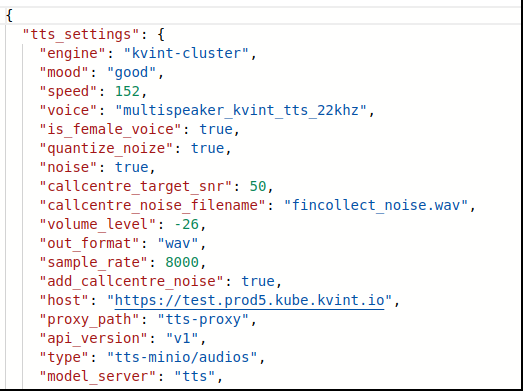 {
"tts_settings": {
"engine": "kvint-cluster",
"mood": "good",
"speed": 152,
"voice": "multispeaker_kvint_tts_22khz",
"is_female_voice": true,
"quantize_noize": true,
"noise": true,
"callcentre_target_snr": 50,
"callcentre_noise_filename": "fincollect_noise.wav",
"volume_level": -26,
"out_format": "wav",
"sample_rate": 8000,
"add_callcentre_noise": true,
"host": "https://test.prod5.kube.kvint.io",
"proxy_path": "tts-proxy",
"api_version": "v1",
"type": "tts-minio/audios",
"model_server": "tts",